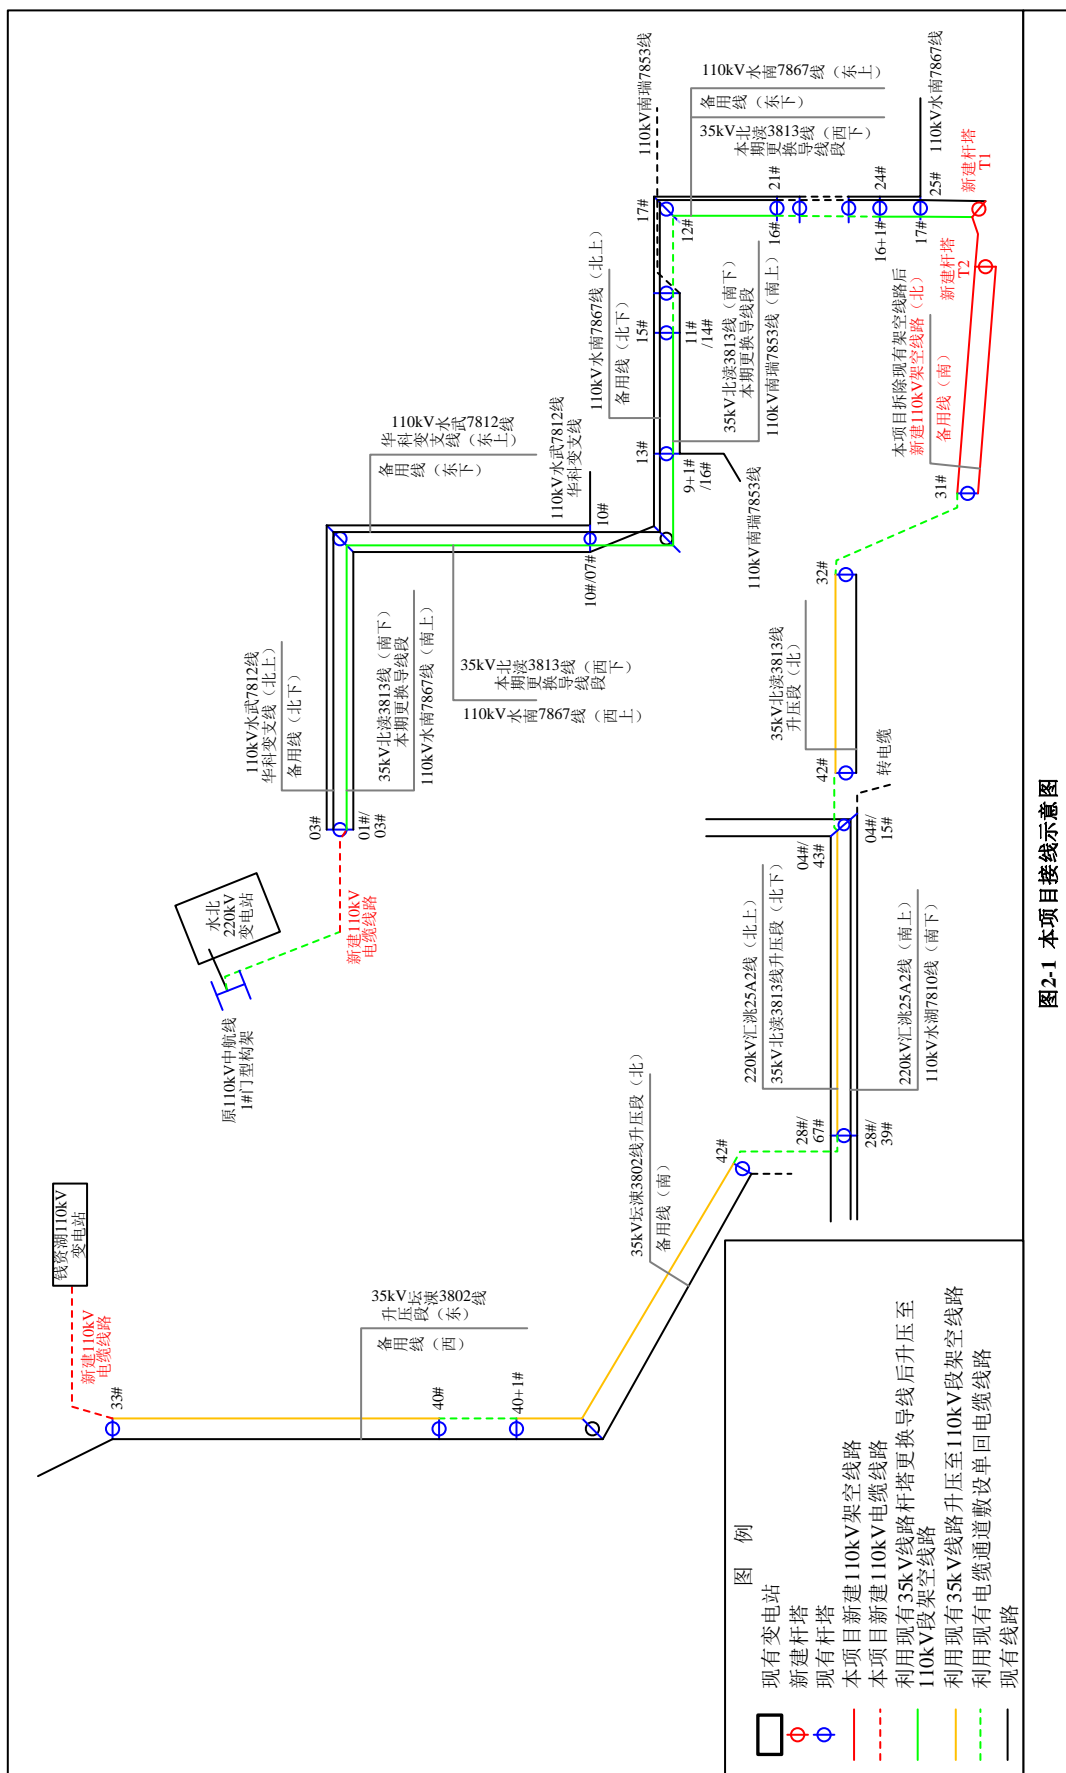 钱资湖110kV
变电站
新建110kV
电缆线路
33#
35kV坛涑3802线
升压段（东）
备用线（西）
40#
40+1#
35kV坛涑3802线升压段（北）
备用线（南）
42#
水北
220kV
变电站
原110kV中航线
1#门型构架
新建110kV
电缆线路
03#
01#/
03#
110kV水武7812线
华科变支线（北上）
备用线（北下）
35kV北渎3813线（南下）
本期更换导线段
110kV水南7867线（南上）
110kV水武7812线
华科变支线（东上）
备用线（东下）
35kV北渎3813线（西下）
本期更换导线段
110kV水南7867线（西上）
110kV水武7812线
华科变支线
10#
10#/07#
13#
9+1#
/16#
110kV南瑞7853线
110kV水南7867线（北上）
备用线（北下）
15#
11#
/14#
35kV北渎3813线（南下）
本期更换导线段
110kV南瑞7853线（南上）
110kV南瑞7853线
17#
12#
110kV水南7867线（东上）
备用线（东下）
35kV北渎3813线（西下）
本期更换导线段
21#
16#
24#
16+1#
25#
17#
110kV水南7867线
新建杆塔
T1
新建杆塔
T2
本项目拆除现有架空线路后
新建110kV架空线路（北）
备用线（南）
31#
32#
35kV北渎3813线
升压段（北）
42#
转电缆
04#/
43#
04#/
15#
220kV汇洮25A2线（北上）
35kV北渎3813线升压段（北下）
220kV汇洮25A2线（南上）
110kV水湖7810线（南下）
28#/
67#
28#/
39#
图 例
现有变电站
新建杆塔
现有杆塔
本项目新建110kV架空线路
本项目新建110kV电缆线路
利用现有35kV线路杆塔更换导线后升压至
110kV段架空线路
利用现有35kV线路升压至110kV段架空线路
利用现有电缆通道敷设单回电缆线路
现有线路
图2-1 本项目接线示意图